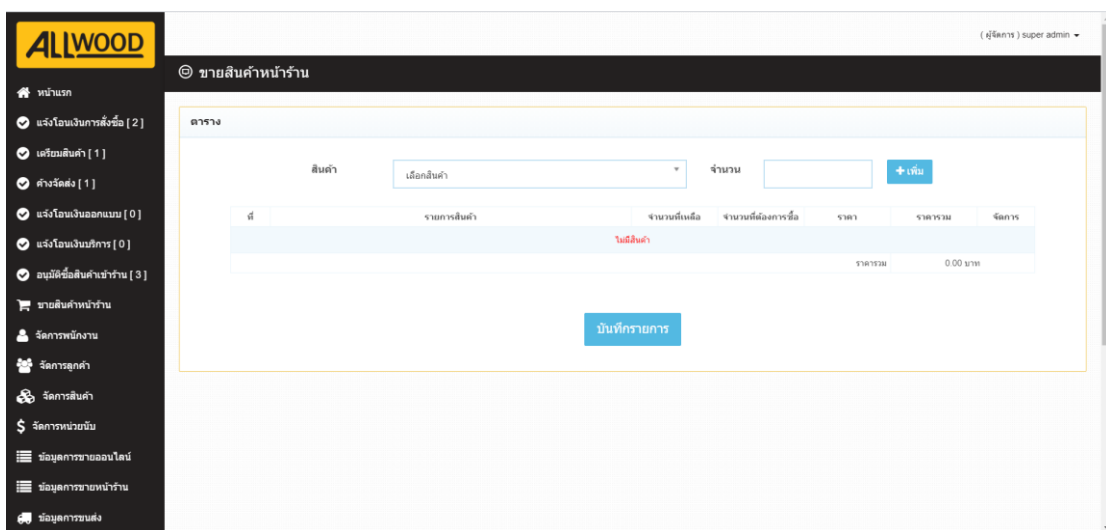 ALLWOOD
( ผู้จัดการ ) super admin
ขายสินค้าหน้าร้าน
หน้าแรก
แจ้งโอนเงินการสั่งซื้อ [ 2 ]
เตรียมสินค้า [ 1 ]
ค้างจัดส่ง [ 1 ]
แจ้งโอนเงินออกแบบ [ 0 ]
แจ้งโอนเงินบริการ [ 0 ]
อนุมัติซื้อสินค้าเข้าร้าน [ 3 ]
ขายสินค้าหน้าร้าน
จัดการพนักงาน
จัดการลูกค้า
จัดการสินค้า
จัดการหน่วยนับ
ข้อมูลการขายออนไลน์
ข้อมูลการขายหน้าร้าน
ข้อมูลการขนส่ง
ตาราง
สินค้า เลือกสินค้า จำนวน เพิ่ม
ที่ รายการสินค้า จำนวนที่เหลือ จำนวนที่ต้องการซื้อ ราคา ราคารวม จัดการ
ไม่มีสินค้า
ราคารวม 0.00 บาท
บันทึกรายการ